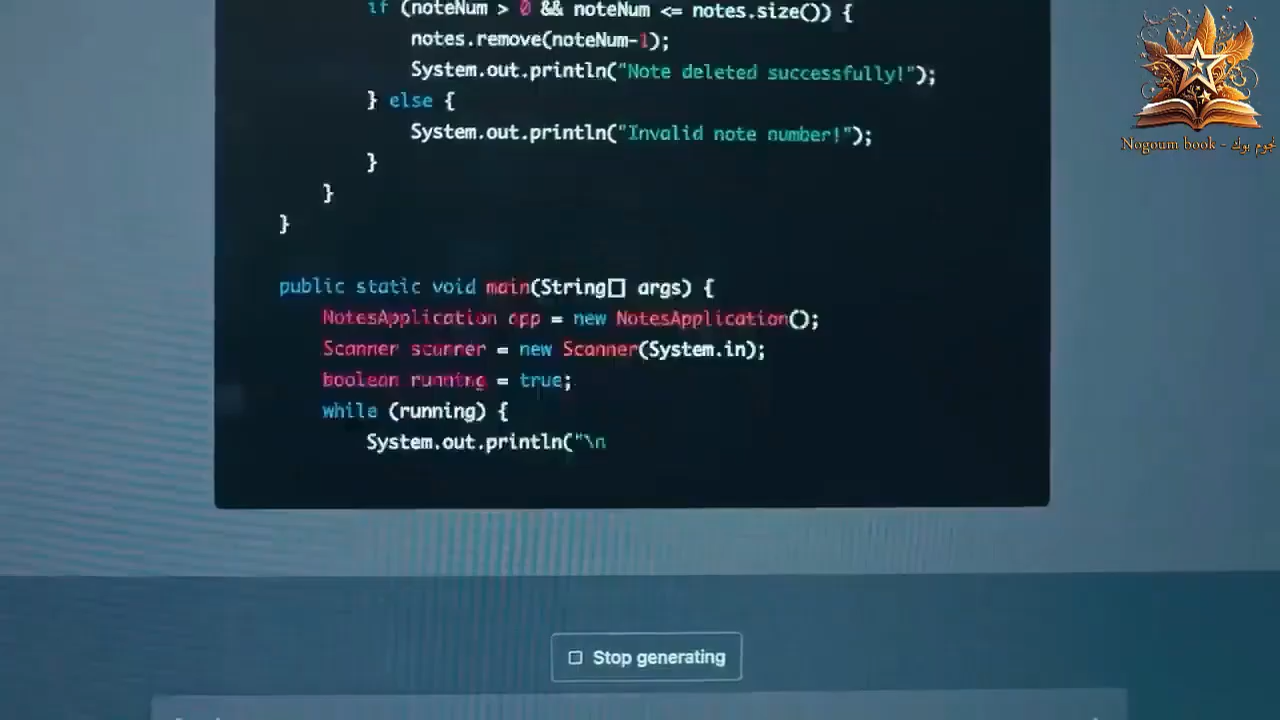 if (noteNum > 0 && noteNum <= notes.size()) {
notes.remove(noteNum-1);
System.out.println("Note deleted successfully!");
} else {
System.out.println("Invalid note number!");
}
}
}
public static void main(String[] args) {
NotesApplication app = new NotesApplication();
Scanner scanner = new Scanner(System.in);
boolean running = true;
while (running) {
System.out.println("\n
Stop generating
Nogoum book - نجوم بوك